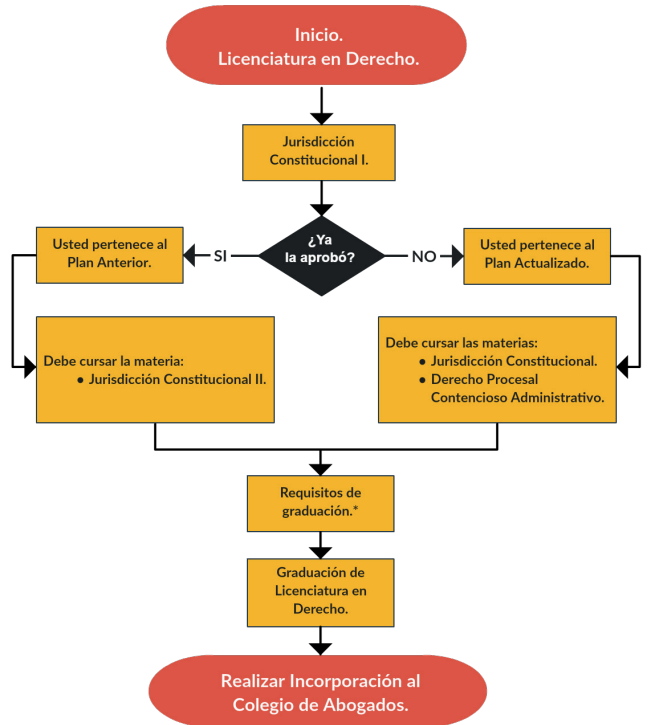 Inicio.
Licenciatura en Derecho.
Jurisdicción
Constitucional I.
¿Ya
la aprobó?
SI
NO
Usted pertenece al
Plan Anterior.
Usted pertenece al
Plan Actualizado.
Debe cursar la materia:
● Jurisdicción Constitucional II.
Debe cursar las materias:
● Jurisdicción Constitucional.
● Derecho Procesal
Contencioso Administrativo.
Requisitos de
graduación.*
Graduación de
Licenciatura en
Derecho.
Realizar Incorporación al
Colegio de Abogados.